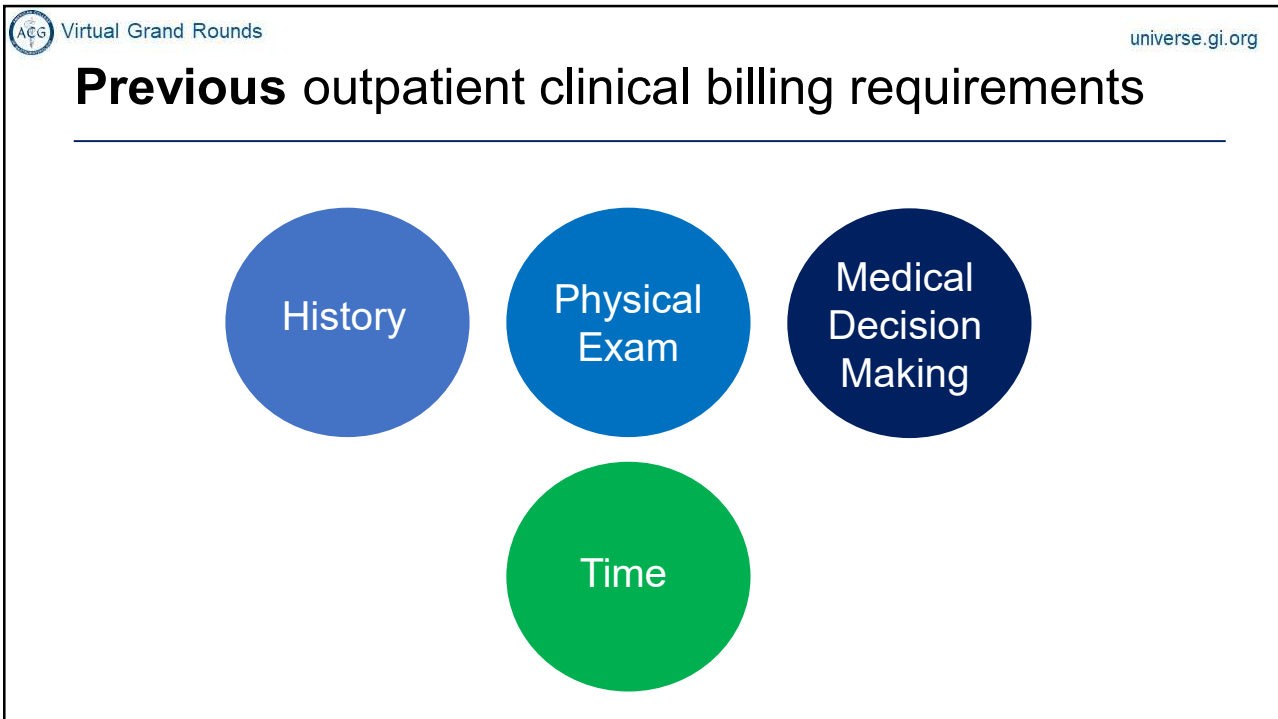 ACG Virtual Grand Rounds
universe.gi.org
Previous outpatient clinical billing requirements
History
Physical
Exam
Medical
Decision
Making
Time